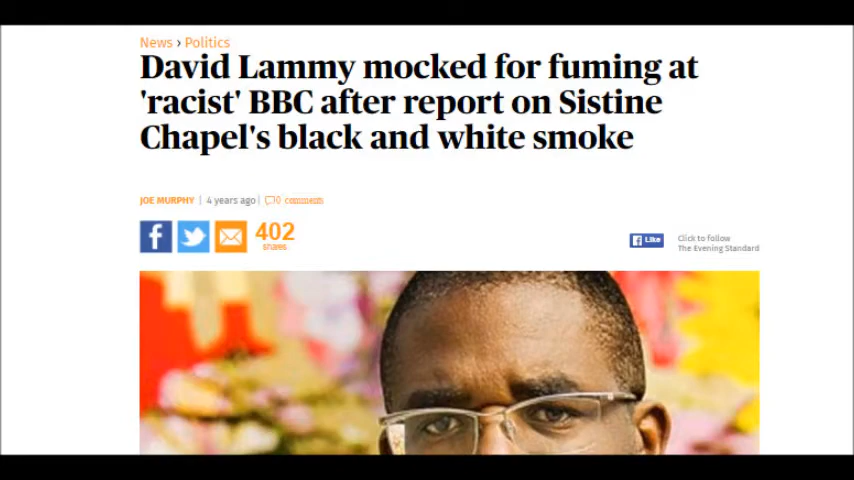 News › Politics
David Lammy mocked for fuming at
'racist' BBC after report on Sistine
Chapel's black and white smoke
JOE MURPHY | 4 years ago | 0 comments
402
shares
Like
Click to follow
The Evening Standard